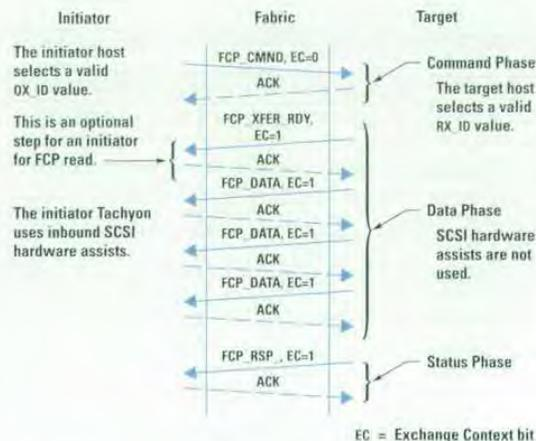 Initiator
Fabric
Target
The initiator host
selects a valid
OX_ID value.
FCP_CMND, EC=0
ACK
Command Phase
The target host
selects a valid
RX_ID value.
This is an optional
step for an initiator
for FCP read.
FCP_XFER_RDY,
EC=1
ACK
FCP_DATA, EC=1
ACK
The initiator Tachyon
uses inbound SCSI
hardware assists.
FCP_DATA, EC=1
ACK
FCP_DATA, EC=1
ACK
Data Phase
SCSI hardware
assists are not
used.
FCP_RSP_, EC=1
ACK
Status Phase
EC = Exchange Context bit